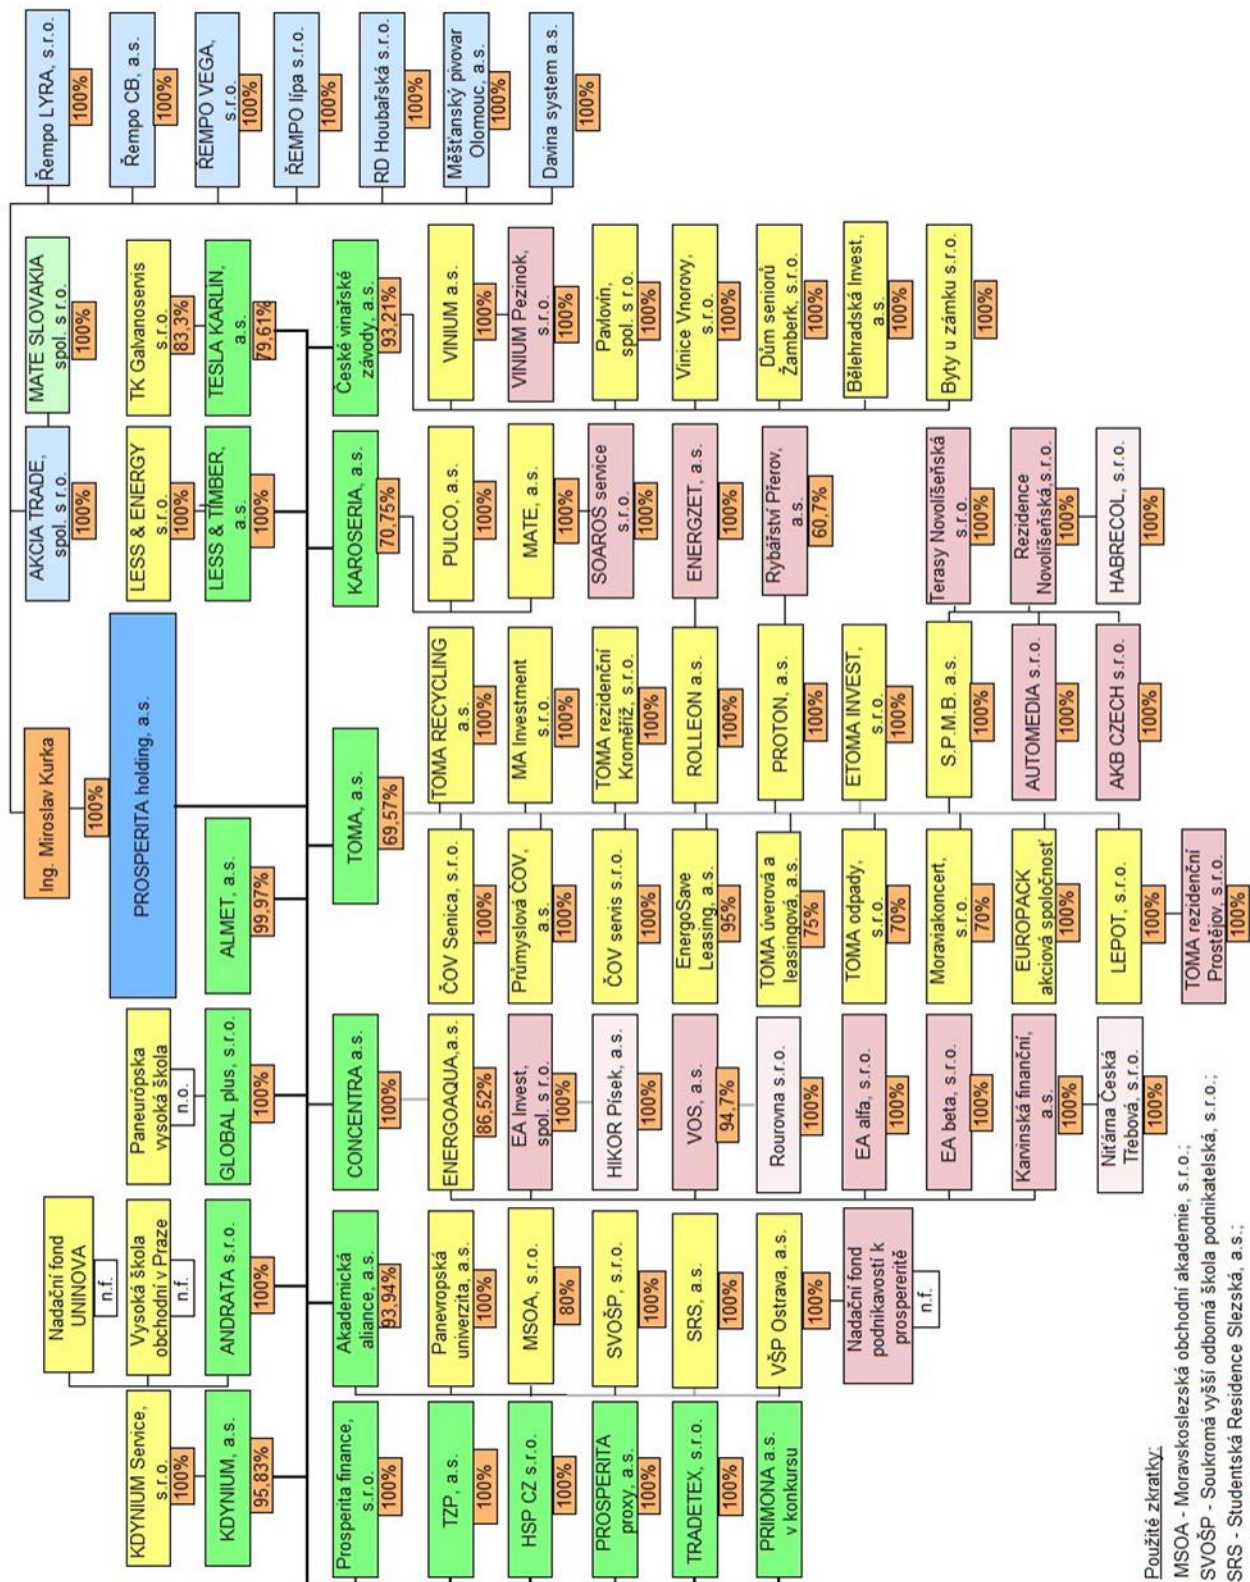 Ing. Miroslav Kurka
100%
AKCIA TRADE,
spol. s r.o.
100%
MATE SLOVAKIA
spol. s r.o.
100%
Řempo LYRA, s.r.o.
100%
Řempo CB, a.s.
100%
ŘEMPO VEGA,
s.r.o.
100%
ŘEMPO lípa s.r.o.
100%
RD Houbařská s.r.o.
100%
Měšťanský pivovar
Olomouc, a.s.
100%
Davina system a.s.
100%
PROSPERITA holding, a.s.
Nadační fond
UNINOVA
n.f.
KDYNIUM Service,
s.r.o.
100%
Vysoká škola
obchodní v Praze
n.f.
Paneurópska
vysoká škola
n.o.
LESS & ENERGY
s.r.o.
100%
TK Galvanoservis
s.r.o.
83,3%
KDYNIUM, a.s.
95,83%
ANDRATA s.r.o.
100%
GLOBAL plus, s.r.o.
100%
ALMET, a.s.
99,97%
LESS & TIMBER,
a.s.
100%
TESLA KARLÍN,
a.s.
79,61%
Prosperita finance,
s.r.o.
100%
TZP, a.s.
100%
HSP CZ s.r.o.
100%
PROSPERITA
proxy, a.s.
100%
TRADETEX, s.r.o.
100%
PRIMONA a.s.
v konkursu
Akademická
aliance, a.s.
93,94%
Panevropská
univerzita, a.s.
100%
MSOA, s.r.o.
80%
SVOŠP, s.r.o.
100%
SRS, a.s.
100%
VŠP Ostrava, a.s.
100%
Nadační fond
podnikavostí k
prosperitě
n.f.
CONCENTRA a.s.
100%
ENERGOAQUA,a.s.
86,52%
EA Invest,
spol. s r.o.
100%
HIKOR Písek, a.s.
100%
VOS, a.s.
94,7%
Rourovna s.r.o.
100%
EA alfa, s.r.o.
100%
EA beta, s.r.o.
100%
Karvinská finanční,
a.s.
100%
Niťárna Česká
Třebová, s.r.o.
100%
TOMA, a.s.
69,57%
ČOV Senica, s.r.o.
100%
Průmyslová ČOV,
a.s.
100%
ČOV servis s.r.o.
100%
EnergoSave
Leasing, a.s.
95%
TOMA úverová a
leasingová, a.s.
75%
TOMA odpady,
s.r.o.
70%
Moraviakoncert,
s.r.o.
70%
EUROPACK
akciová spoločnosť
100%
LEPOT, s.r.o.
100%
TOMA rezidenční
Prostějov, s.r.o.
100%
TOMA RECYCLING
a.s.
100%
MA Investment
s.r.o.
100%
TOMA rezidenční
Kroměříž, s.r.o.
100%
ROLLEON a.s.
100%
PROTON, a.s.
100%
ETOMA INVEST,
s.r.o.
100%
S.P.M.B. a.s.
100%
AUTOMEDIA s.r.o.
100%
AKB CZECH s.r.o.
100%
KAROSERIA, a.s.
70,75%
PULCO, a.s.
100%
MATE, a.s.
100%
SOAROS service
s.r.o.
100%
ENERGZET, a.s.
100%
Rybářství Přerov,
a.s.
60,7%
Terasy Novolíšeňská
s.r.o.
100%
Rezidence
Novolíšeňská,s.r.o.
100%
HABRECOL, s.r.o.
100%
České vinařské
závody, a.s.
93,21%
VINIUM a.s.
100%
VINIUM Pezinok,
s.r.o.
100%
Pavlovín,
spol. s r.o.
100%
Vinice Vnorovy,
s.r.o.
100%
Dům seniorů
Žamberk, s.r.o.
100%
Bělehradská Invest,
a.s.
100%
Byty u zámku s.r.o.
100%
Použité zkratky:
MSOA - Moravskoslezská obchodní akademie, s.r.o.;
SVOŠP - Soukromá vyšší odborná škola podnikatelská, s.r.o.;
SRS - Studentská Residence Slezská, a.s.;